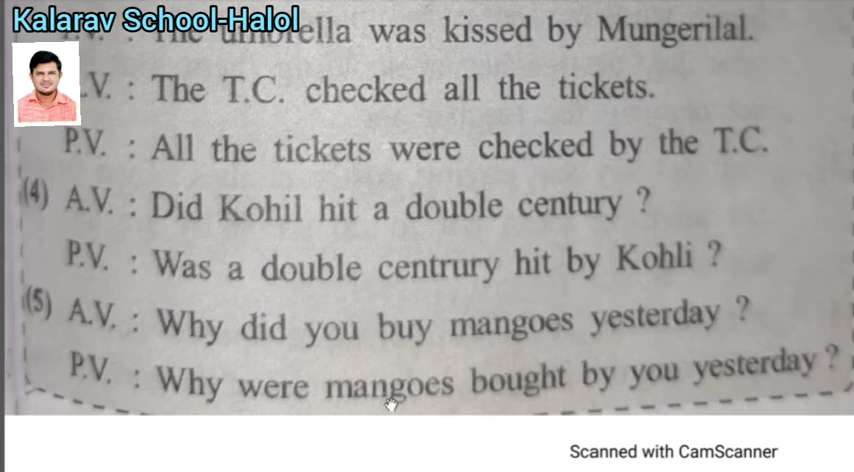 Kalarav School-Halol
: The umbrella was kissed by Mungerilal.
.V. : The T.C. checked all the tickets.
P.V. : All the tickets were checked by the T.C.
(4) A.V. : Did Kohil hit a double century ?
P.V. : Was a double centrury hit by Kohli ?
(5) A.V. : Why did you buy mangoes yesterday ?
P.V. : Why were mangoes bought by you yesterday ?
Scanned with CamScanner